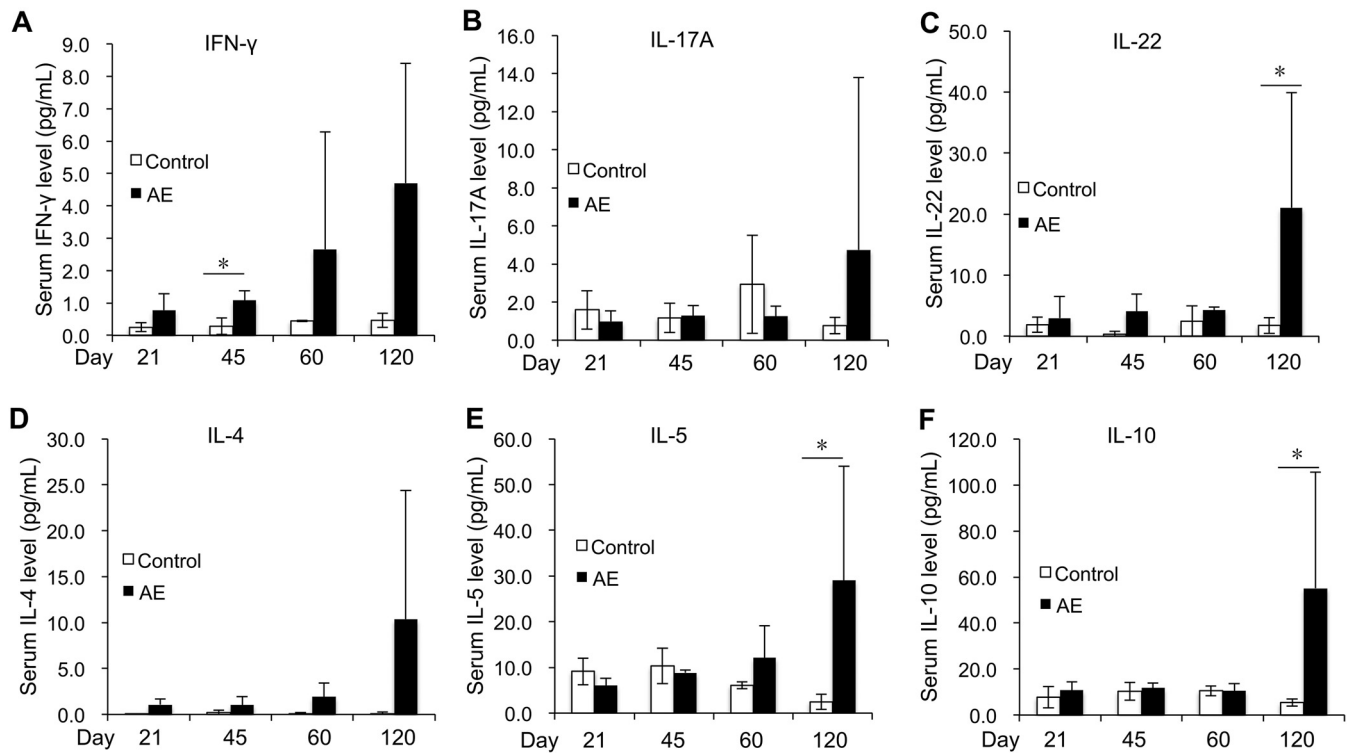 A
IFN-γ
Serum IFN-γ level (pg/mL)
9.0
8.0
7.0
6.0
5.0
4.0
3.0
2.0
1.0
0.0
Control
AE
*
Day 21 45 60 120
B
IL-17A
Serum IL-17A level (pg/mL)
16.0
14.0
12.0
10.0
8.0
6.0
4.0
2.0
0.0
Control
AE
Day 21 45 60 120
C
IL-22
Serum IL-22 level (pg/mL)
50.0
40.0
30.0
20.0
10.0
0.0
Control
AE
*
Day 21 45 60 120
D
IL-4
Serum IL-4 level (pg/mL)
30.0
25.0
20.0
15.0
10.0
5.0
0.0
Control
AE
Day 21 45 60 120
E
IL-5
Serum IL-5 level (pg/mL)
60.0
50.0
40.0
30.0
20.0
10.0
0.0
Control
AE
*
Day 21 45 60 120
F
IL-10
Serum IL-10 level (pg/mL)
120.0
100.0
80.0
60.0
40.0
20.0
0.0
Control
AE
*
Day 21 45 60 120